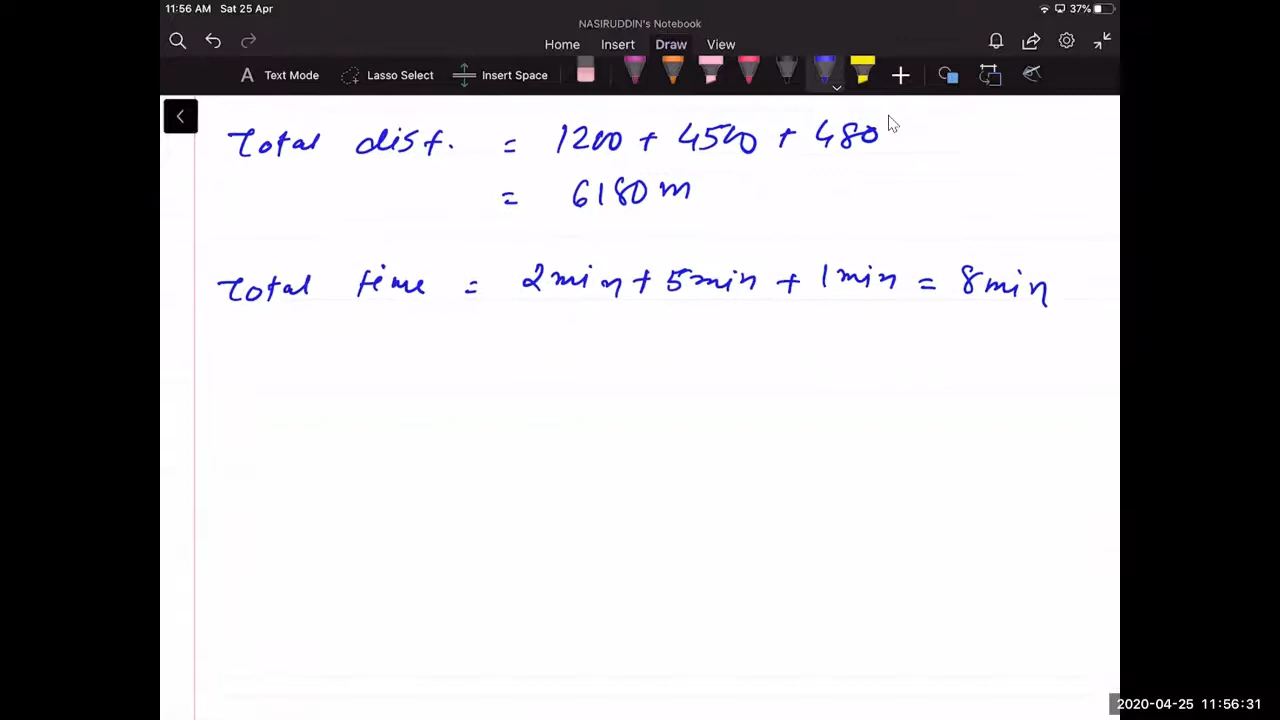 11:56 AM Sat 25 Apr
37%
NASIRUDDIN's Notebook
Home Insert Draw View
Text Mode Lasso Select Insert Space
Total dist. = 1200 + 4500 + 480
= 6180 m
Total time = 2min + 5min + 1min = 8min
2020-04-25 11:56:31